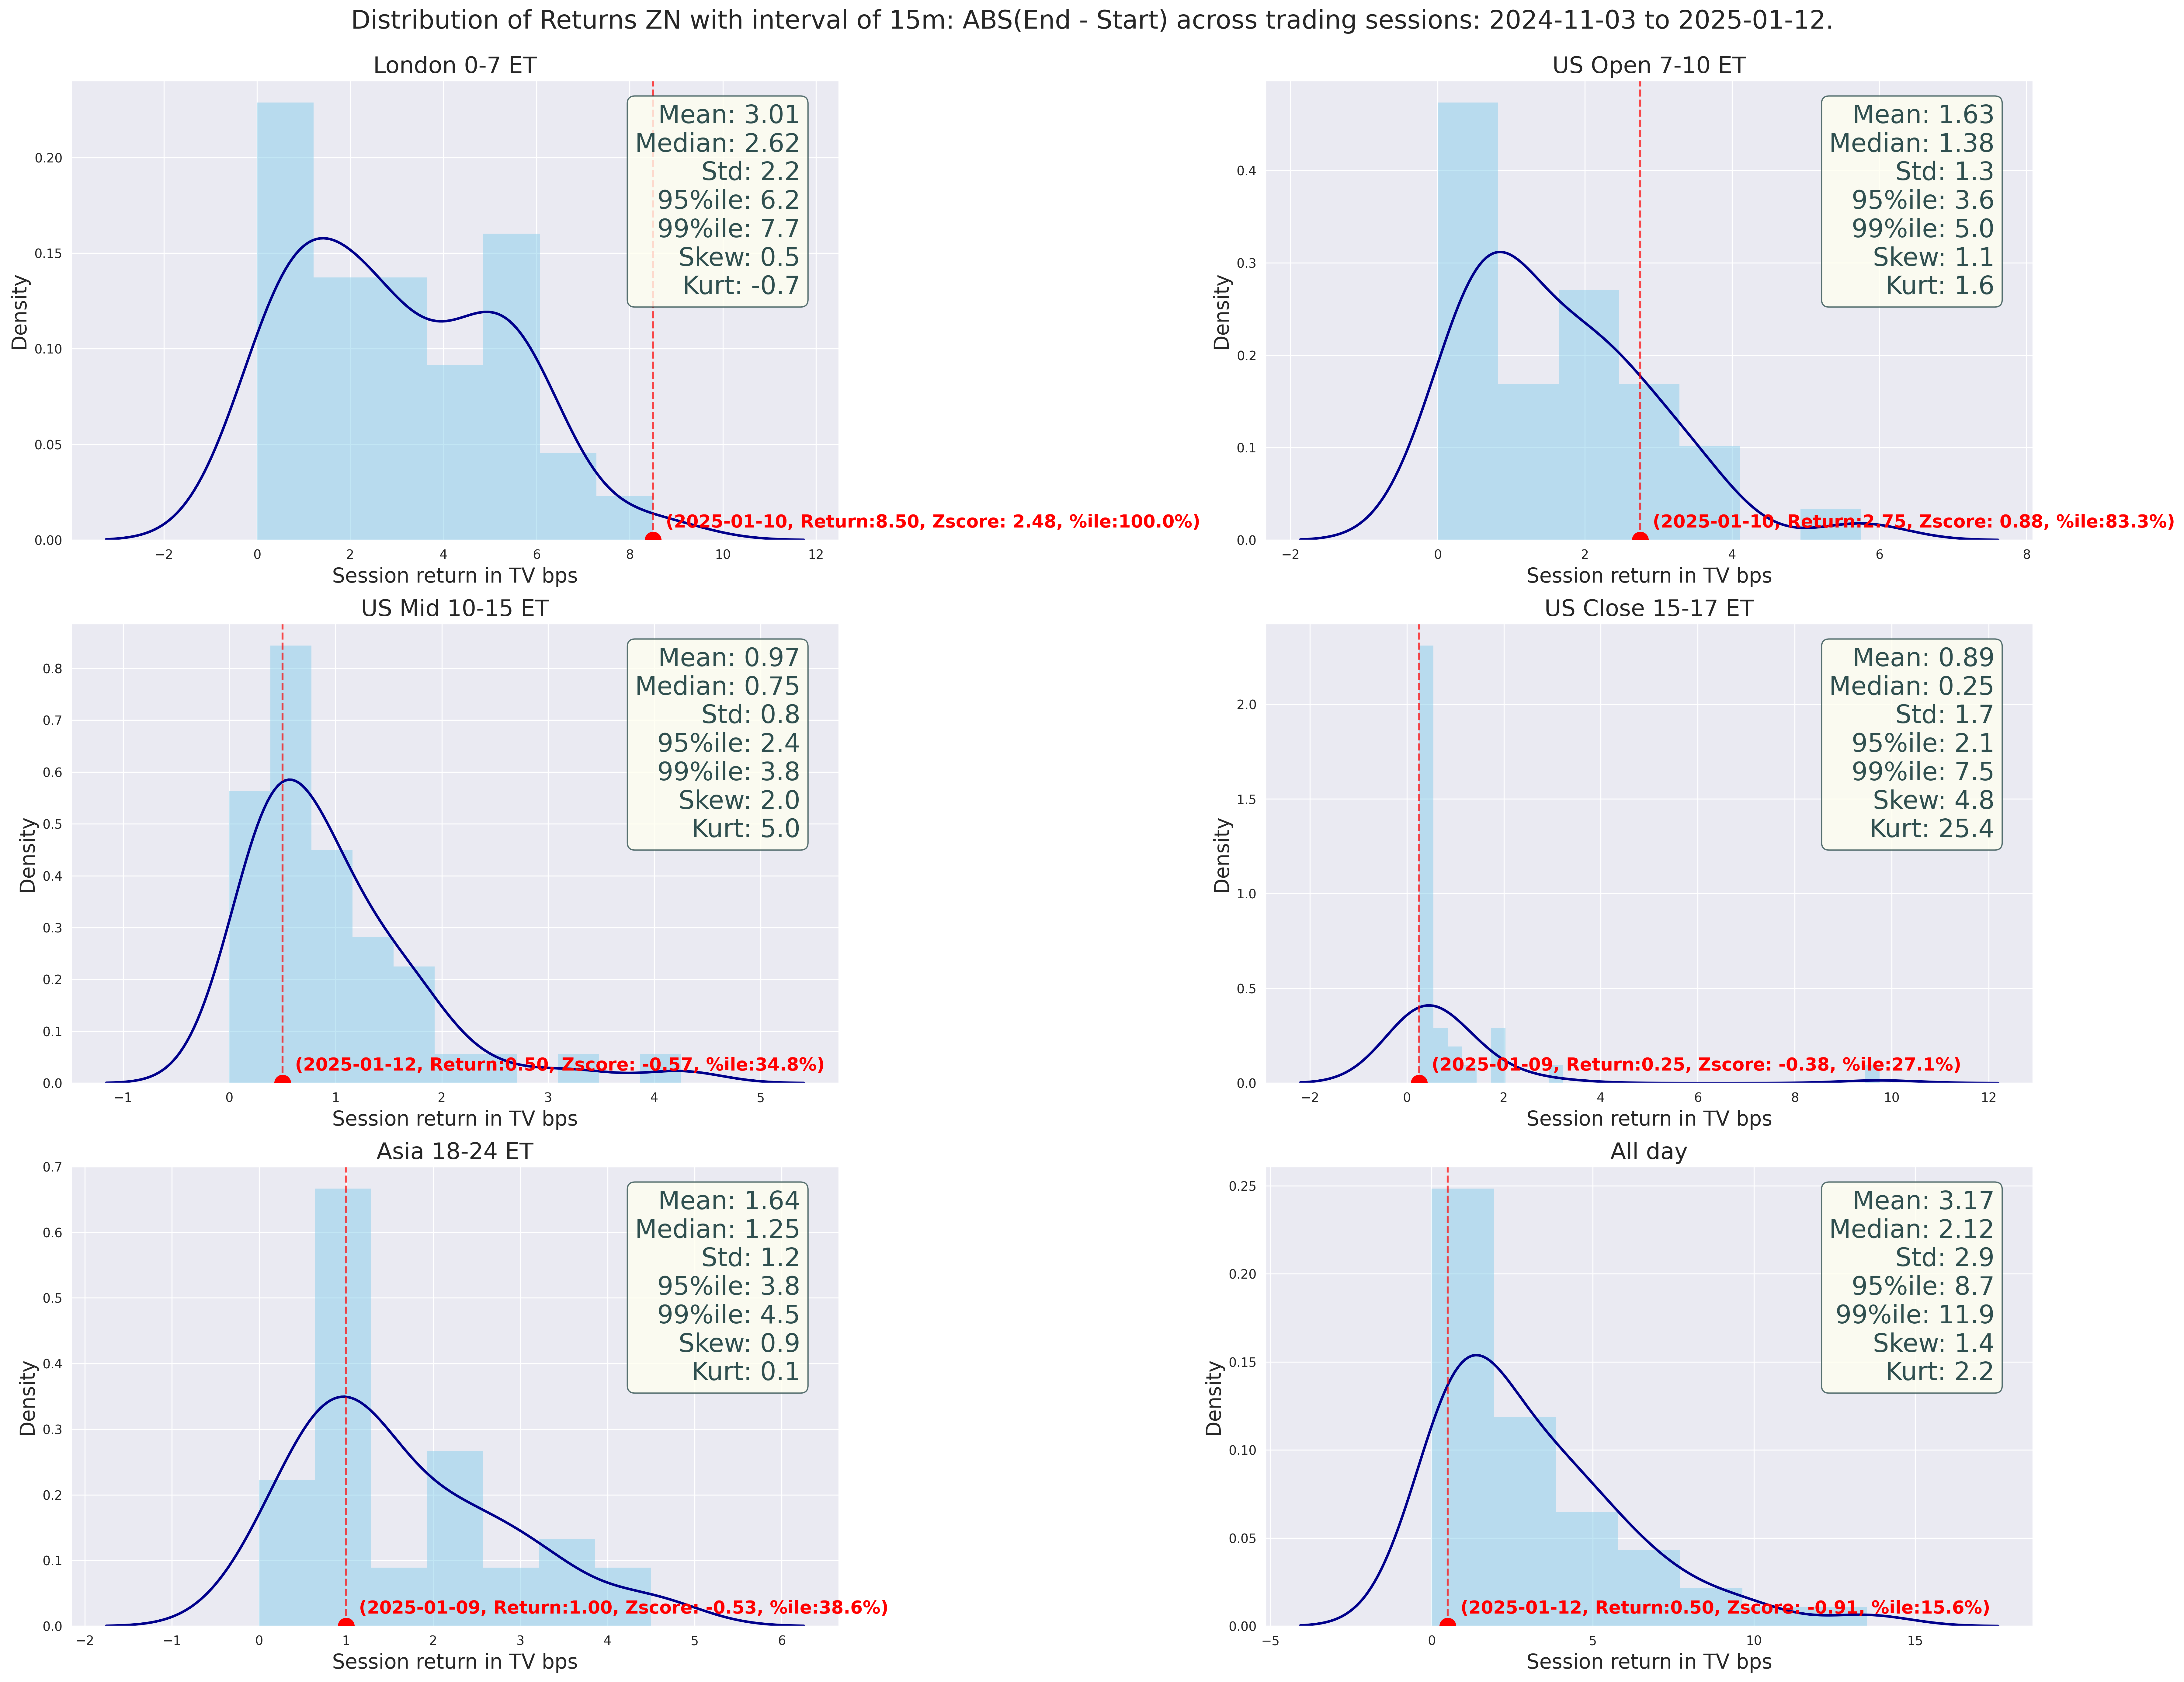 Distribution of Returns ZN with interval of 15m: ABS(End - Start) across trading sessions: 2024-11-03 to 2025-01-12.
London 0-7 ET
Mean: 3.01
Median: 2.62
Std: 2.2
95%ile: 6.2
99%ile: 7.7
Skew: 0.5
Kurt: -0.7
Density
0.20
0.15
0.10
0.05
0.00
(2025-01-10, Return:8.50, Zscore: 2.48, %ile:100.0%)
−2 0 2 4 6 8 10 12
Session return in TV bps
US Open 7-10 ET
Mean: 1.63
Median: 1.38
Std: 1.3
95%ile: 3.6
99%ile: 5.0
Skew: 1.1
Kurt: 1.6
Density
0.4
0.3
0.2
0.1
0.0
(2025-01-10, Return:2.75, Zscore: 0.88, %ile:83.3%)
−2 0 2 4 6 8
Session return in TV bps
US Mid 10-15 ET
Mean: 0.97
Median: 0.75
Std: 0.8
95%ile: 2.4
99%ile: 3.8
Skew: 2.0
Kurt: 5.0
Density
0.8
0.7
0.6
0.5
0.4
0.3
0.2
0.1
0.0
(2025-01-12, Return:0.50, Zscore: -0.57, %ile:34.8%)
−1 0 1 2 3 4 5
Session return in TV bps
US Close 15-17 ET
Mean: 0.89
Median: 0.25
Std: 1.7
95%ile: 2.1
99%ile: 7.5
Skew: 4.8
Kurt: 25.4
Density
2.0
1.5
1.0
0.5
0.0
(2025-01-09, Return:0.25, Zscore: -0.38, %ile:27.1%)
−2 0 2 4 6 8 10 12
Session return in TV bps
Asia 18-24 ET
Mean: 1.64
Median: 1.25
Std: 1.2
95%ile: 3.8
99%ile: 4.5
Skew: 0.9
Kurt: 0.1
Density
0.7
0.6
0.5
0.4
0.3
0.2
0.1
0.0
(2025-01-09, Return:1.00, Zscore: -0.53, %ile:38.6%)
−2 −1 0 1 2 3 4 5 6
Session return in TV bps
All day
Mean: 3.17
Median: 2.12
Std: 2.9
95%ile: 8.7
99%ile: 11.9
Skew: 1.4
Kurt: 2.2
Density
0.25
0.20
0.15
0.10
0.05
0.00
(2025-01-12, Return:0.50, Zscore: -0.91, %ile:15.6%)
−5 0 5 10 15
Session return in TV bps